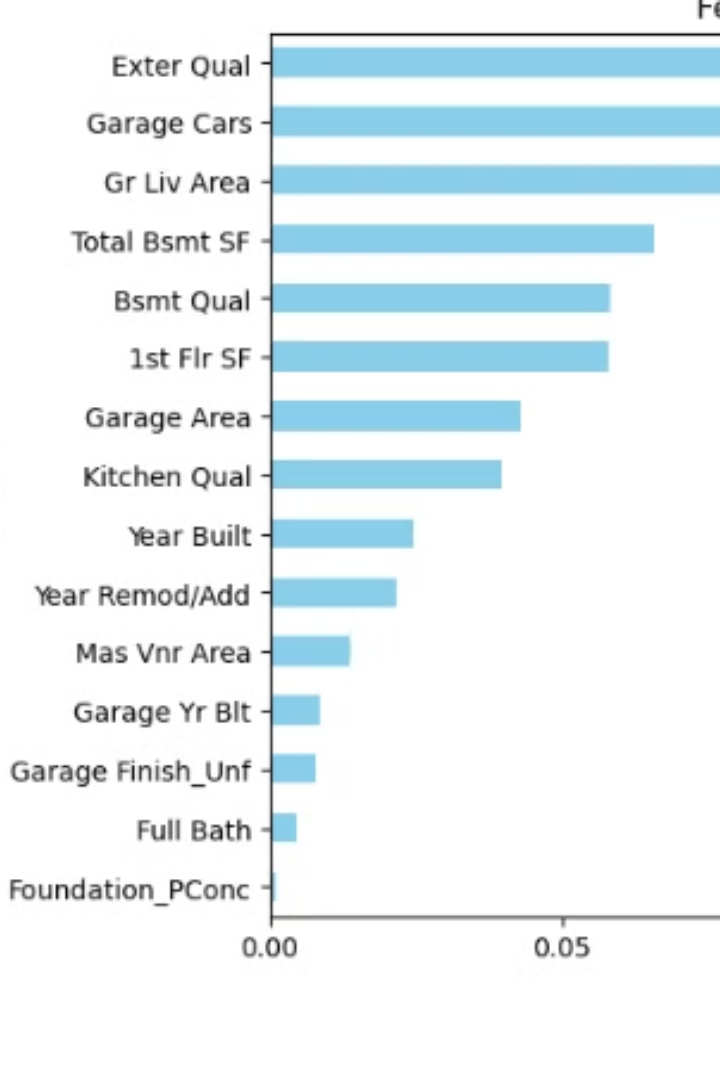 Fe
Exter Qual
Garage Cars
Gr Liv Area
Total Bsmt SF
Bsmt Qual
1st Flr SF
Garage Area
Kitchen Qual
Year Built
Year Remod/Add
Mas Vnr Area
Garage Yr Blt
Garage Finish_Unf
Full Bath
Foundation_PConc
0.00 0.05